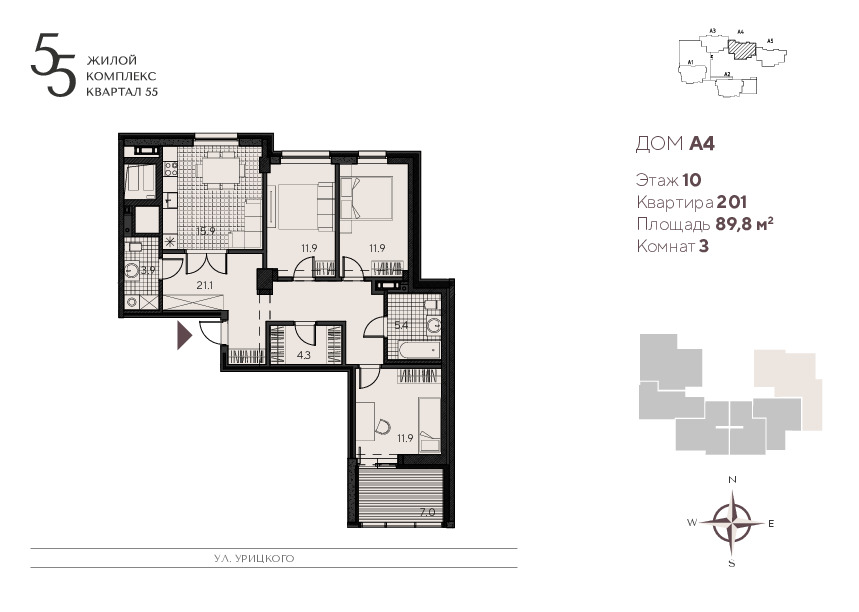 55
ЖИЛОЙ
КОМПЛЕКС
КВАРТАЛ 55
A3
A4
A5
A1
A2
ДОМ А4
Этаж 10
Квартира 201
Площадь 89,8 м²
Комнат 3
15.9
11.9
11.9
3.9
21.1
5.4
4.3
11.9
7.0
N
W
E
S
УЛ. УРИЦКОГО